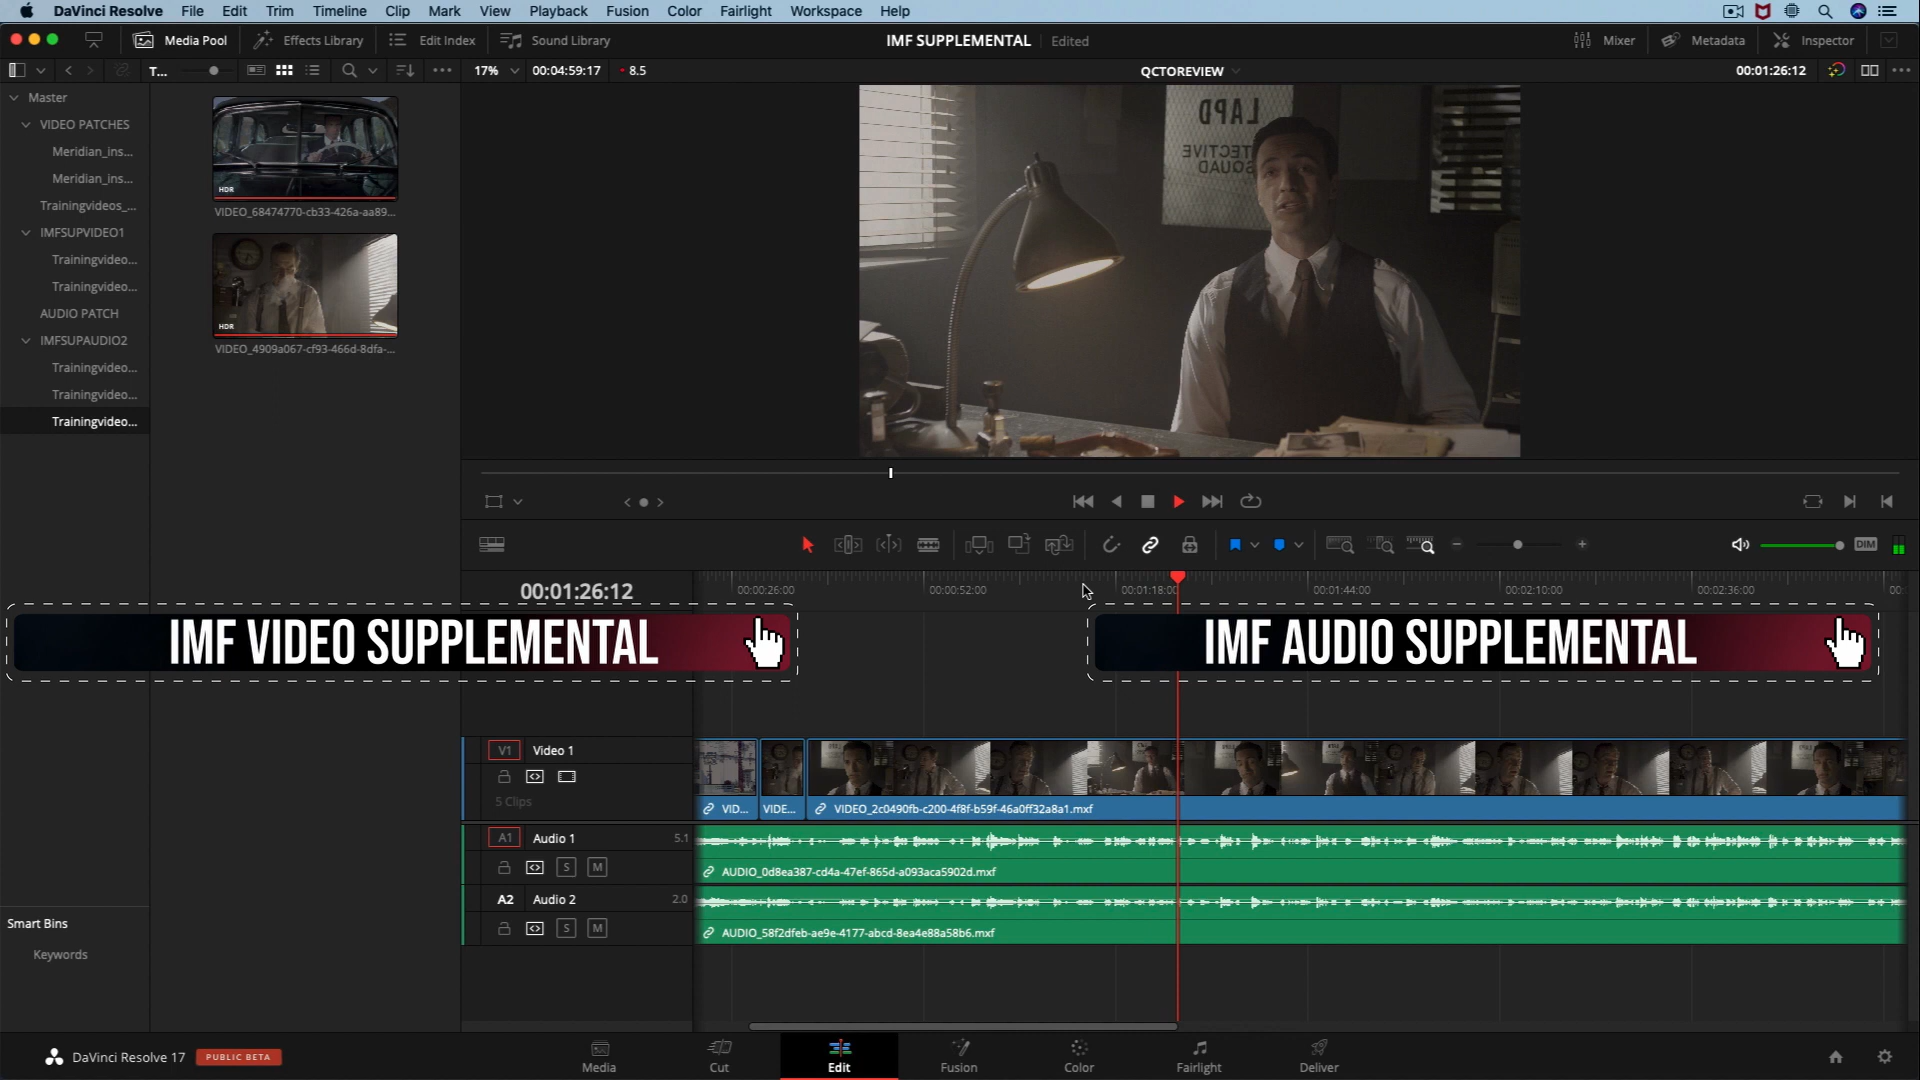 DaVinci Resolve File Edit Trim Timeline Clip Mark View Playback Fusion Color Fairlight Workspace Help
Media Pool Effects Library Edit Index Sound Library IMF SUPPLEMENTAL Edited Mixer Metadata Inspector
T... 17% 00:04:59:17 8.5 QCTOREVIEW 00:01:26:12
Master
VIDEO PATCHES
Meridian_ins...
Meridian_ins...
Trainingvideos_...
IMFSUPVIDEO1
Trainingvideo...
Trainingvideo...
AUDIO PATCH
IMFSUPAUDIO2
Trainingvideo...
Trainingvideo...
Trainingvideo...
HDR
VIDEO_68474770-cb33-426a-aa89...
HDR
VIDEO_4909a067-cf93-466d-8dfa-...
LAPD
DETECTIVE
SQUAD
DIM
00:01:26:12 00:00:26:00 00:00:52:00 00:01:18:00 00:01:44:00 00:02:10:00 00:02:36:00 00:
IMF VIDEO SUPPLEMENTAL IMF AUDIO SUPPLEMENTAL
V1 Video 1
5 Clips
VID... VIDE... VIDEO_2c0490fb-c200-4f8f-b59f-46a0ff32a8a1.mxf
A1 Audio 1 5.1
S M
AUDIO_0d8ea387-cd4a-47ef-865d-a093aca5902d.mxf
A2 Audio 2 2.0
S M
AUDIO_58f2dfeb-ae9e-4177-abcd-8ea4e88a58b6.mxf
Smart Bins
Keywords
DaVinci Resolve 17 PUBLIC BETA
Media Cut Edit Fusion Color Fairlight Deliver